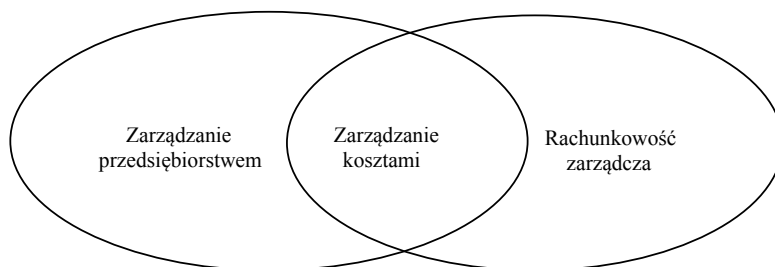 Zarządzanie
przedsiębiorstwem
Zarządzanie
kosztami
Rachunkowość
zarządcza